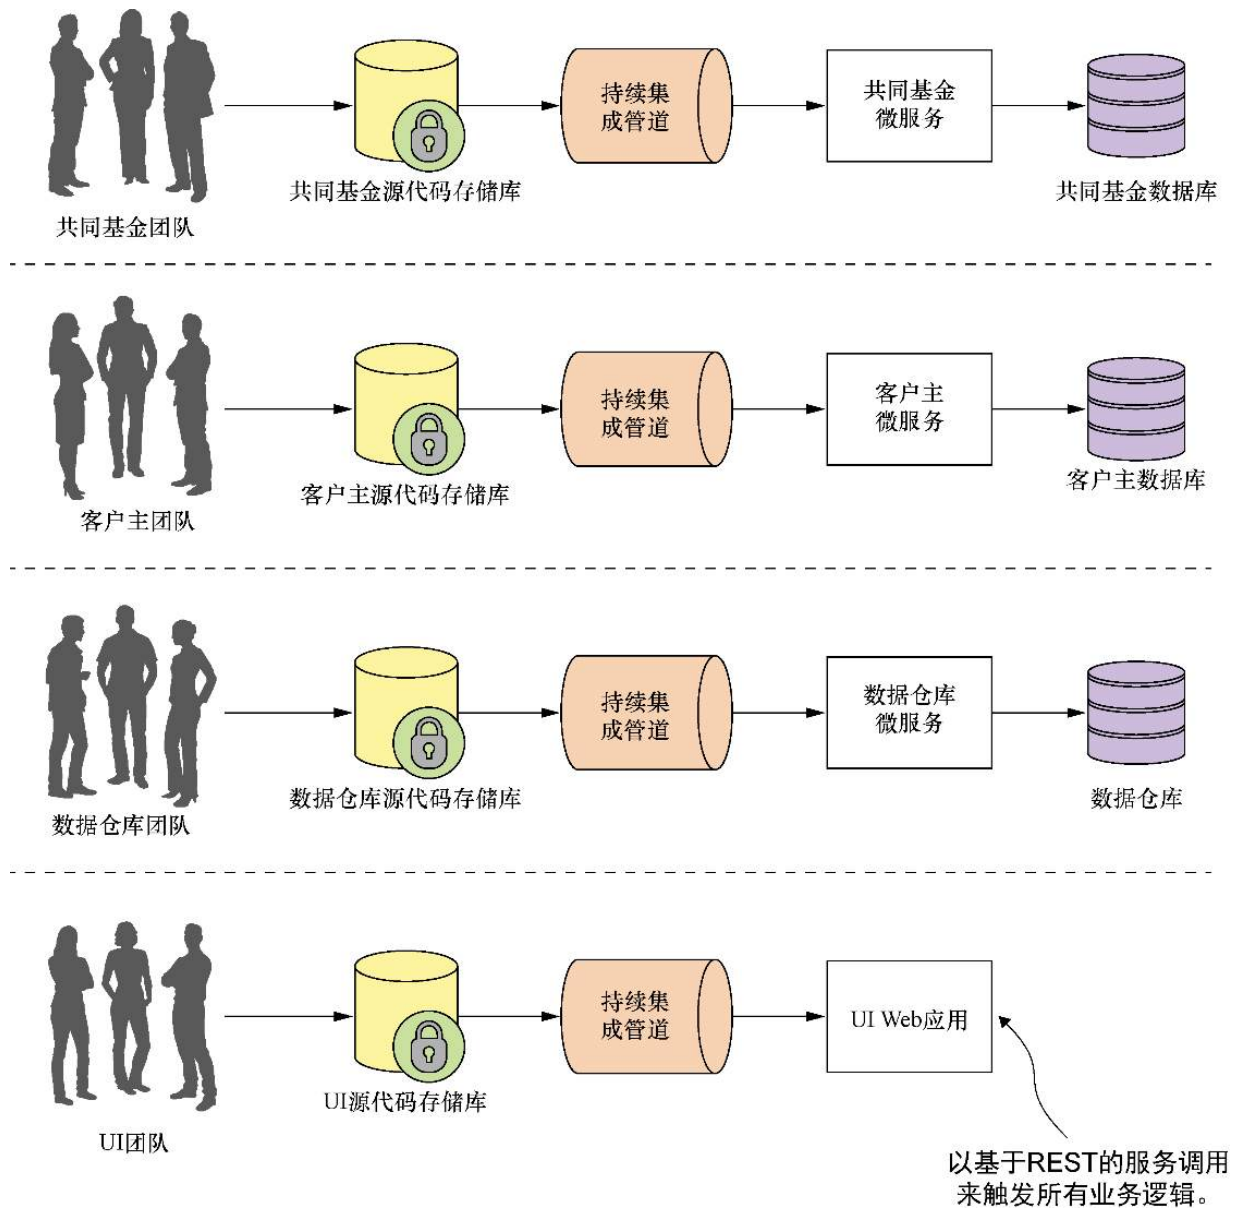 持续集
成管道
共同基金
微服务
共同基金团队
共同基金源代码存储库
共同基金数据库
持续集
成管道
客户主
微服务
客户主团队
客户主源代码存储库
客户主数据库
持续集
成管道
数据仓库
微服务
数据仓库团队
数据仓库源代码存储库
数据仓库
持续集
成管道
UI Web应用
UI团队
UI源代码存储库
以基于REST的服务调用
来触发所有业务逻辑。